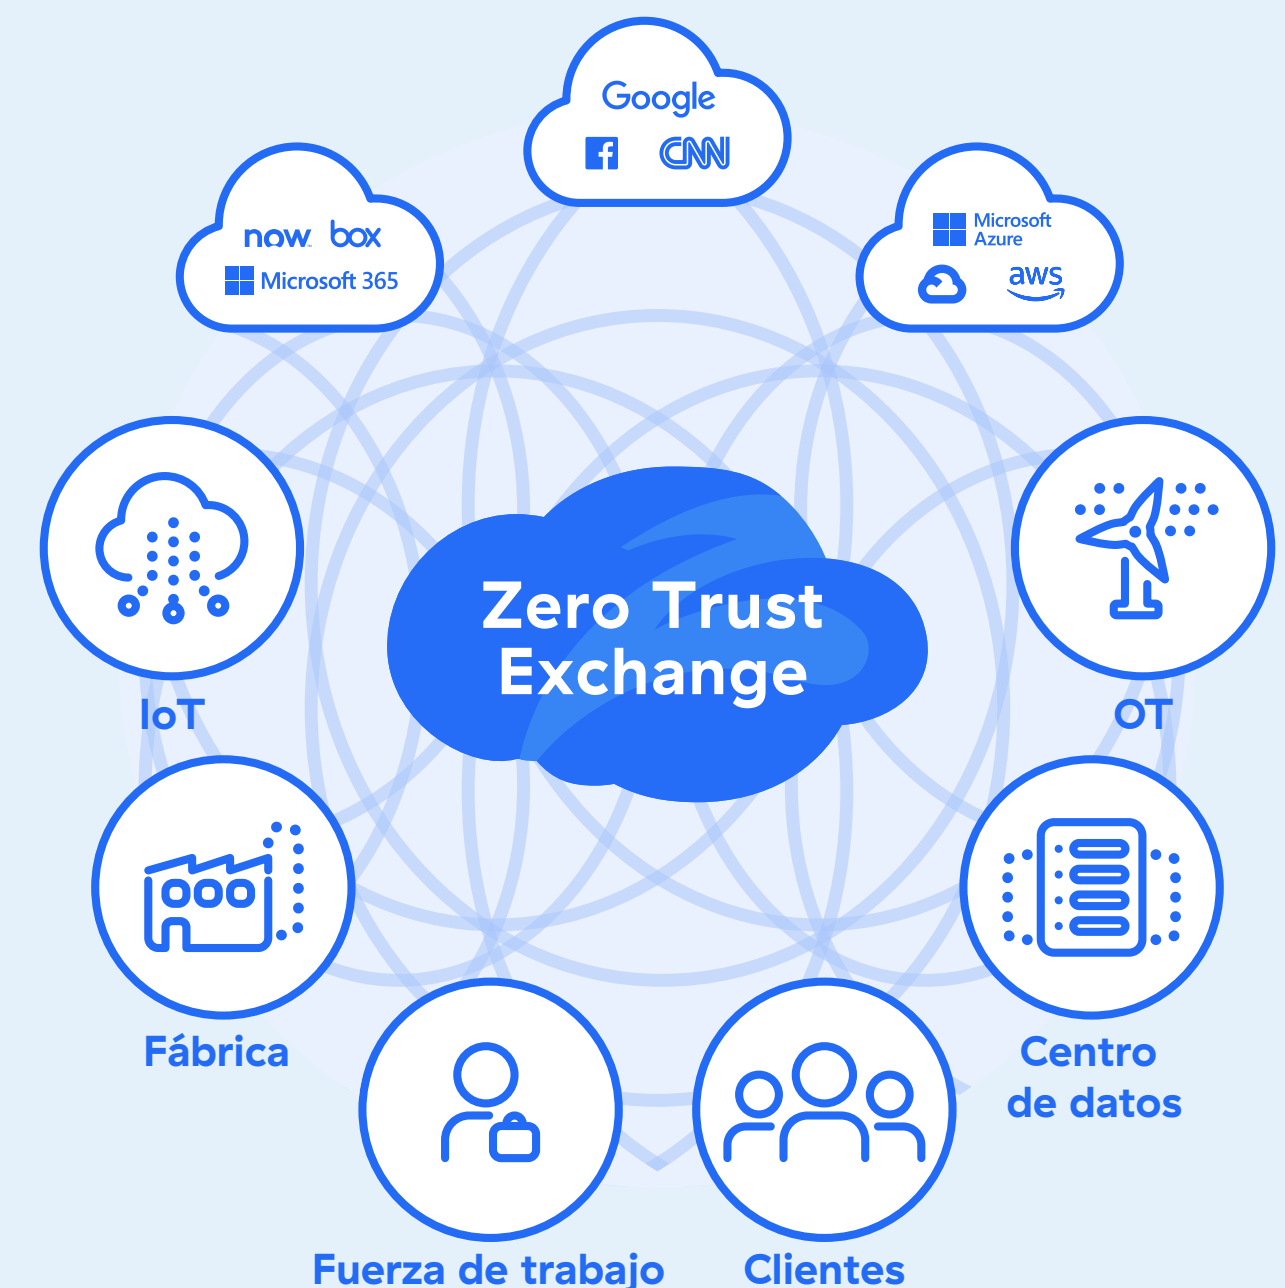 Google
f CNN
now box
Microsoft 365
Microsoft
Azure
aws
Zero Trust
Exchange
IoT
OT
Fábrica
Centro
de datos
Fuerza de trabajo
Clientes